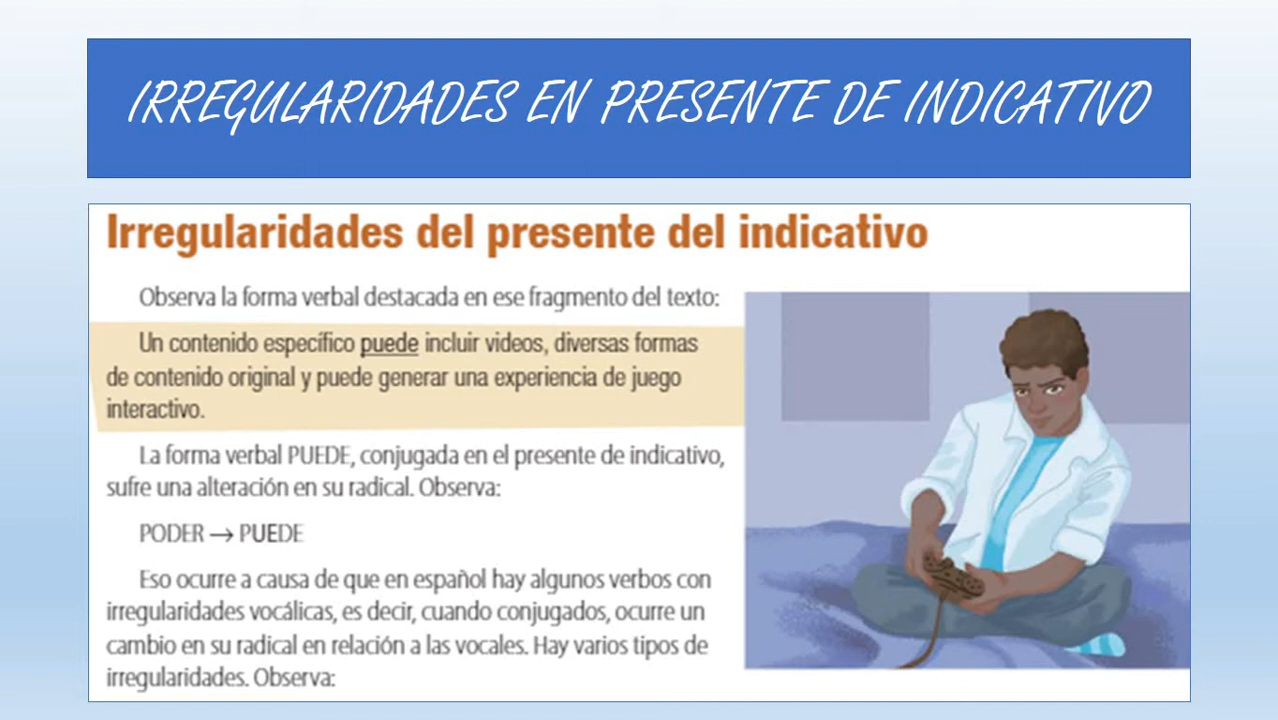 IRREGULARIDADES EN PRESENTE DE INDICATIVO
Irregularidades del presente del indicativo
Observa la forma verbal destacada en ese fragmento del texto:
Un contenido específico puede incluir videos, diversas formas
de contenido original y puede generar una experiencia de juego
interactivo.
La forma verbal PUEDE, conjugada en el presente de indicativo,
sufre una alteración en su radical. Observa:
PODER → PUEDE
Eso ocurre a causa de que en español hay algunos verbos con
irregularidades vocálicas, es decir, cuando conjugados, ocurre un
cambio en su radical en relación a las vocales. Hay varios tipos de
irregularidades. Observa: